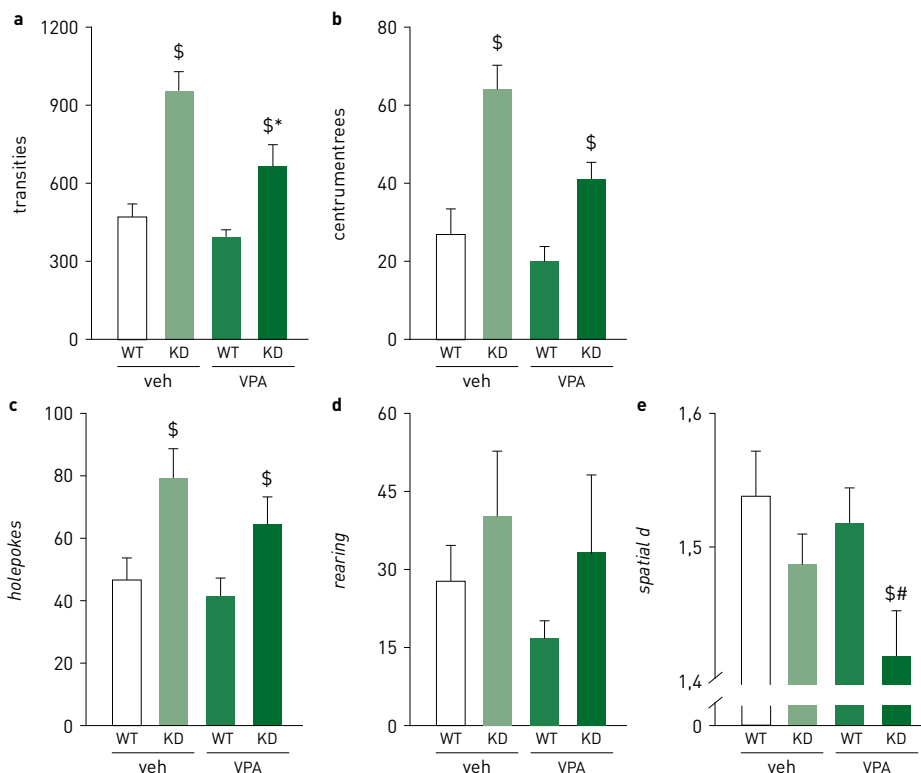 a
1200
900
600
300
0
transities
$
$*
WT KD WT KD
veh VPA
b
80
60
40
20
0
centrumentrees
$
$
WT KD WT KD
veh VPA
c
100
80
60
40
20
0
holepokes
$
$
WT KD WT KD
veh VPA
d
60
45
30
15
0
rearing
WT KD WT KD
veh VPA
e
1,6
1,5
1,4
0
spatial d
$#
WT KD WT KD
veh VPA